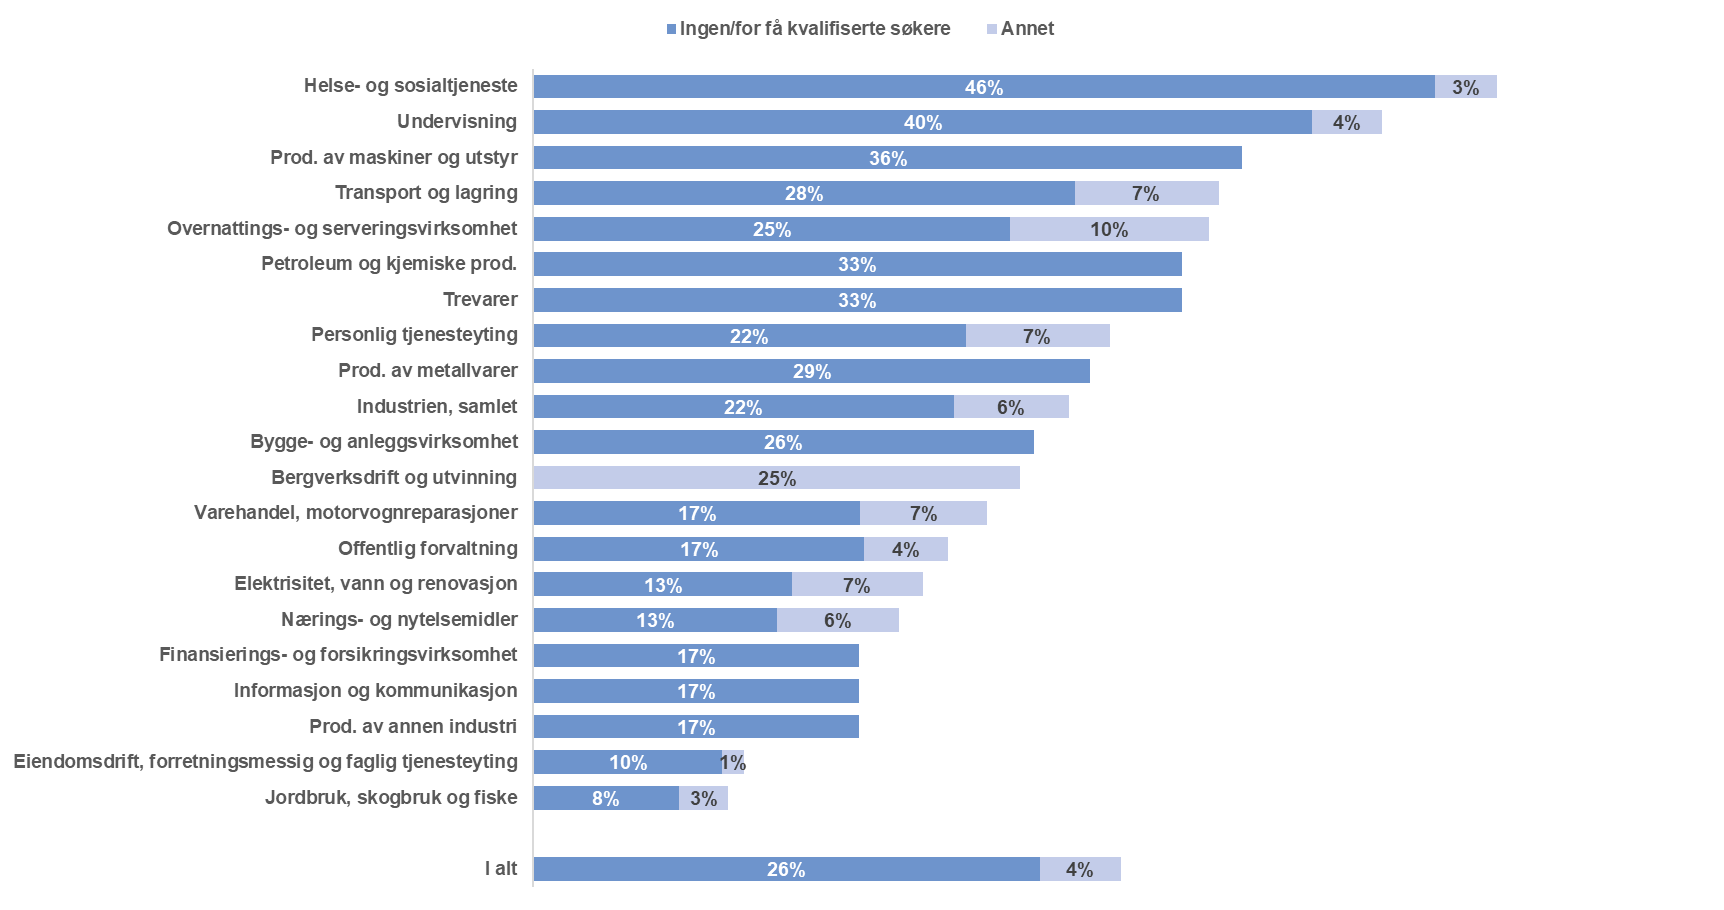 Ingen/for få kvalifiserte søkere Annet
Helse- og sosialtjeneste 46% 3%
Undervisning 40% 4%
Prod. av maskiner og utstyr 36%
Transport og lagring 28% 7%
Overnattings- og serveringsvirksomhet 25% 10%
Petroleum og kjemiske prod. 33%
Trevarer 33%
Personlig tjenesteyting 22% 7%
Prod. av metallvarer 29%
Industrien, samlet 22% 6%
Bygge- og anleggsvirksomhet 26%
Bergverksdrift og utvinning 25%
Varehandel, motorvognreparasjoner 17% 7%
Offentlig forvaltning 17% 4%
Elektrisitet, vann og renovasjon 13% 7%
Nærings- og nytelsemidler 13% 6%
Finansierings- og forsikringsvirksomhet 17%
Informasjon og kommunikasjon 17%
Prod. av annen industri 17%
Eiendomsdrift, forretningsmessig og faglig tjenesteyting 10% 1%
Jordbruk, skogbruk og fiske 8% 3%
I alt 26% 4%